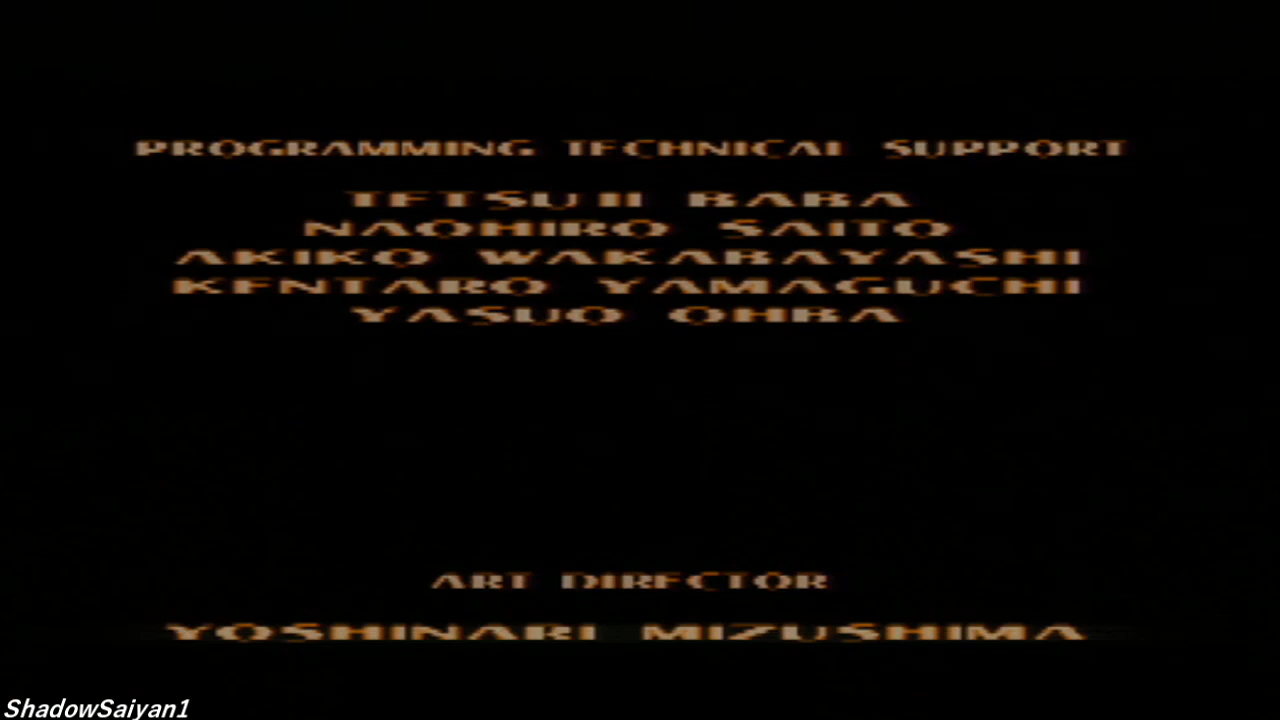 PROGRAMMING TECHNICAL SUPPORT
TETSUJI BABA
NAOHIRO SAITO
AKIKO WAKABAYASHI
KENTARO YAMAGUCHI
YASUO OHBA
ART DIRECTOR
YOSHINARI MIZUSHIMA
ShadowSaiyan1